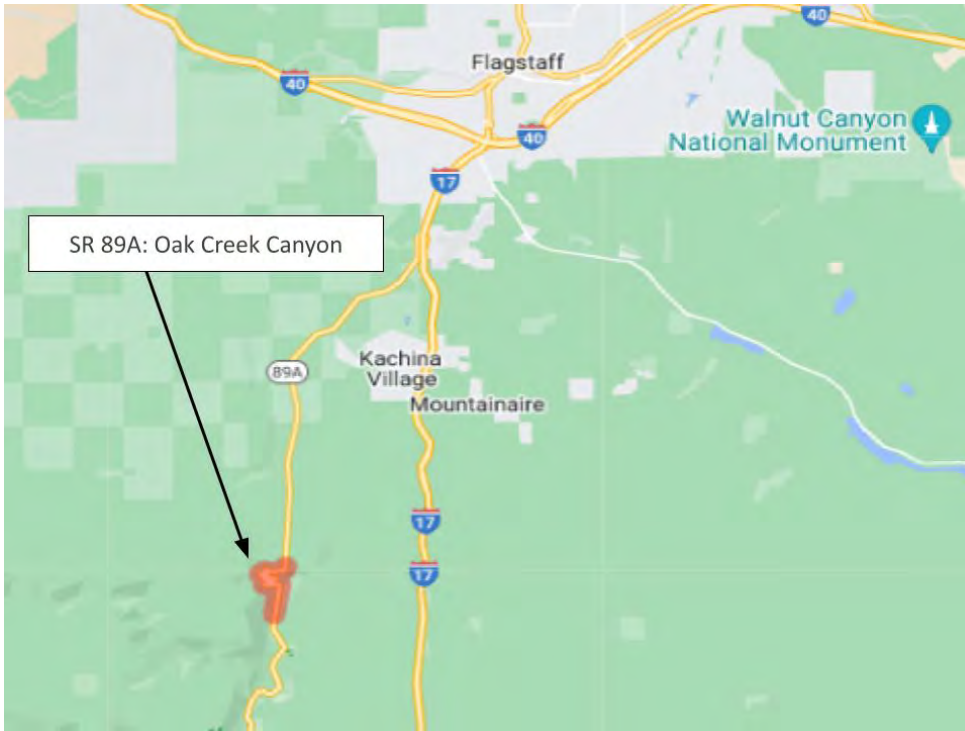 40
Flagstaff
40
40
Walnut Canyon
National Monument
17
SR 89A: Oak Creek Canyon
Kachina
Village
89A
Mountainaire
17
17